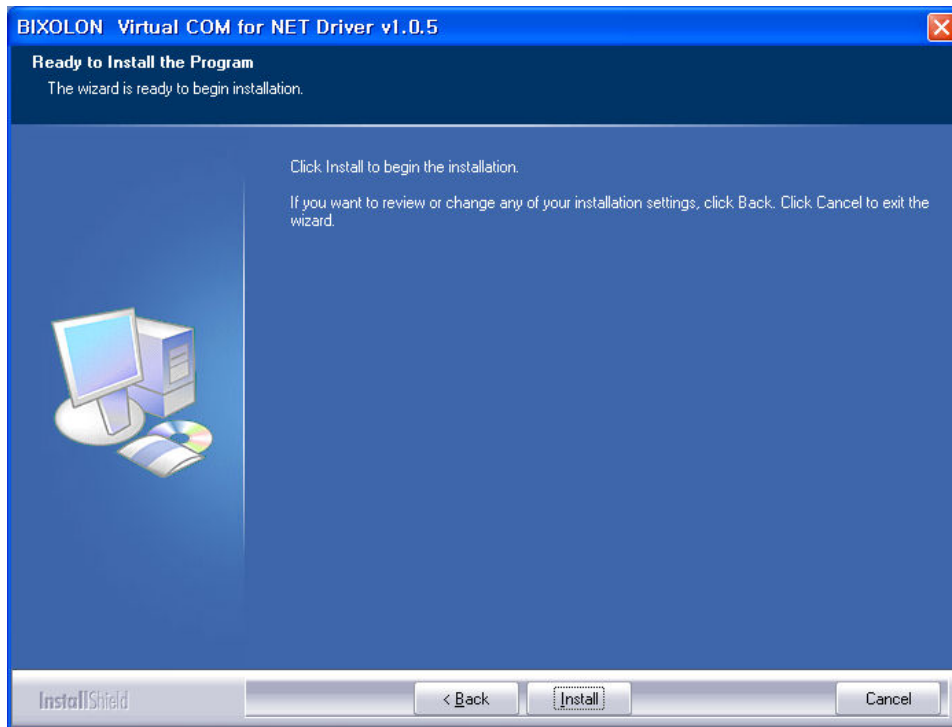 BIXOLON Virtual COM for NET Driver v1.0.5
Ready to Install the Program
The wizard is ready to begin installation.
Click Install to begin the installation.
If you want to review or change any of your installation settings, click Back. Click Cancel to exit the
wizard.
InstallShield
< Back
Install
Cancel